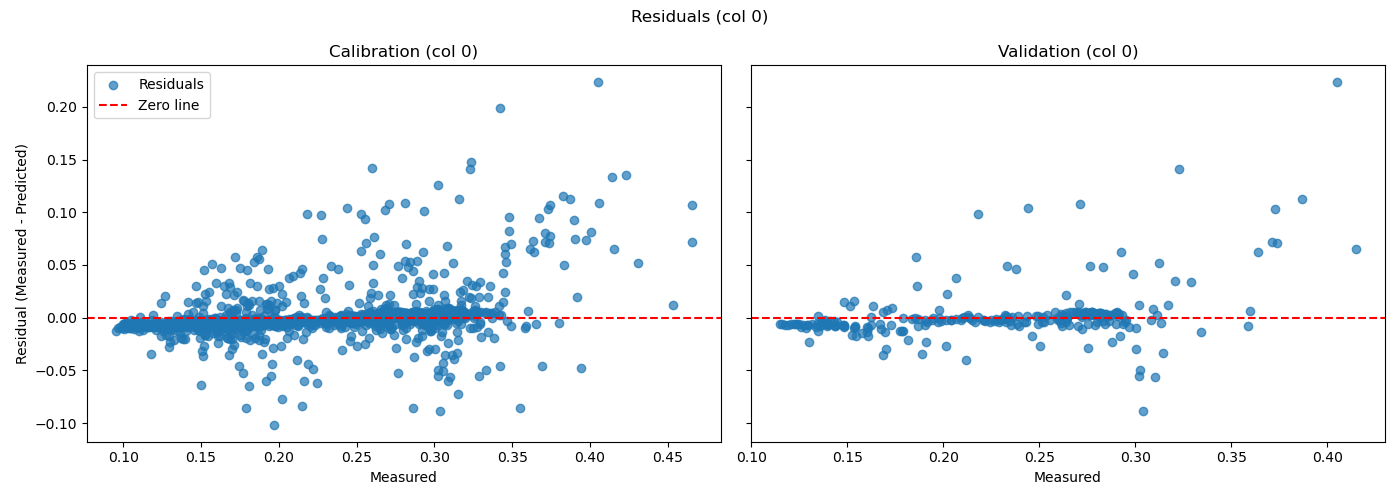 Residuals (col 0)
Calibration (col 0)
Validation (col 0)
Residuals
Zero line
Residual (Measured - Predicted)
0.20
0.15
0.10
0.05
0.00
−0.05
−0.10
0.10 0.15 0.20 0.25 0.30 0.35 0.40 0.45
0.10 0.15 0.20 0.25 0.30 0.35 0.40
Measured
Measured